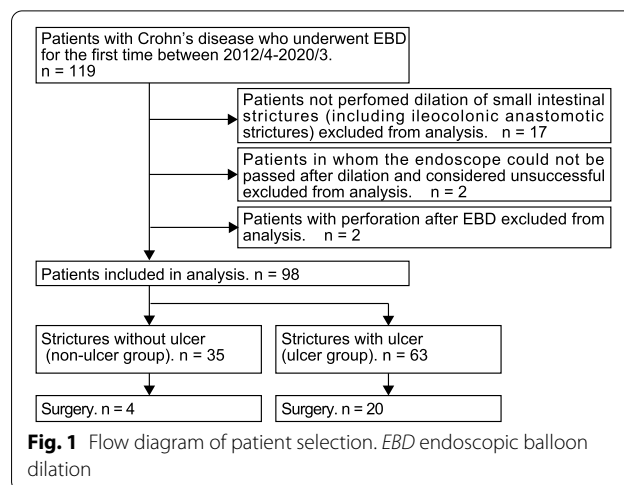 Patients with Crohn's disease who underwent EBD
for the first time between 2012/4-2020/3.
n = 119
Patients not perfomed dilation of small intestinal
strictures (including ileocolonic anastomotic
strictures) excluded from analysis. n = 17
Patients in whom the endoscope could not be
passed after dilation and considered unsuccessful
excluded from analysis. n = 2
Patients with perforation after EBD excluded from
analysis. n = 2
Patients included in analysis. n = 98
Strictures without ulcer
(non-ulcer group). n = 35
Strictures with ulcer
(ulcer group). n = 63
Surgery. n = 4
Surgery. n = 20
Fig. 1 Flow diagram of patient selection. EBD endoscopic balloon
dilation